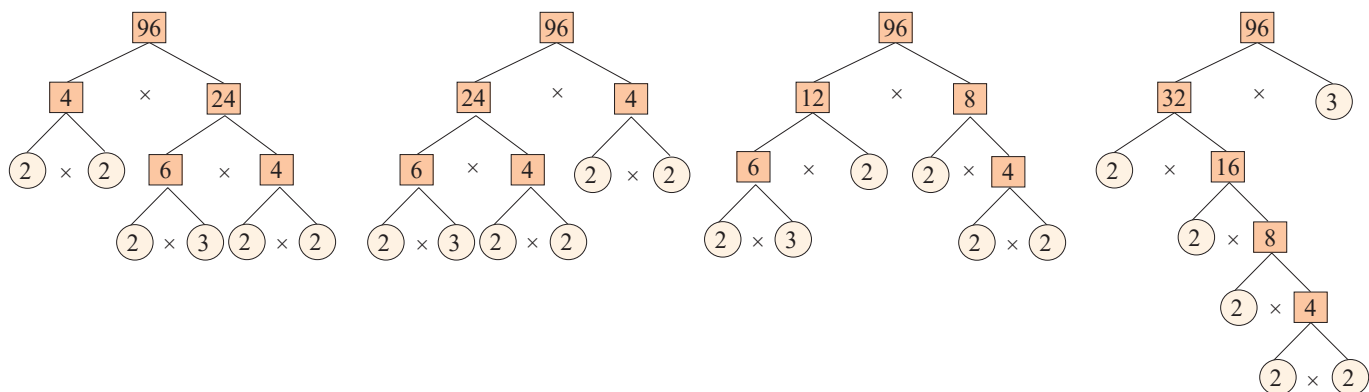 96 96 96 96
4 × 24 24 × 4 12 × 8 32 × 3
2 × 2 6 × 4 6 × 4 2 × 2 6 × 2 2 × 4 2 × 16
2 × 3 2 × 2 2 × 3 2 × 2 2 × 3 2 × 2 2 × 8
2 × 4
2 × 2